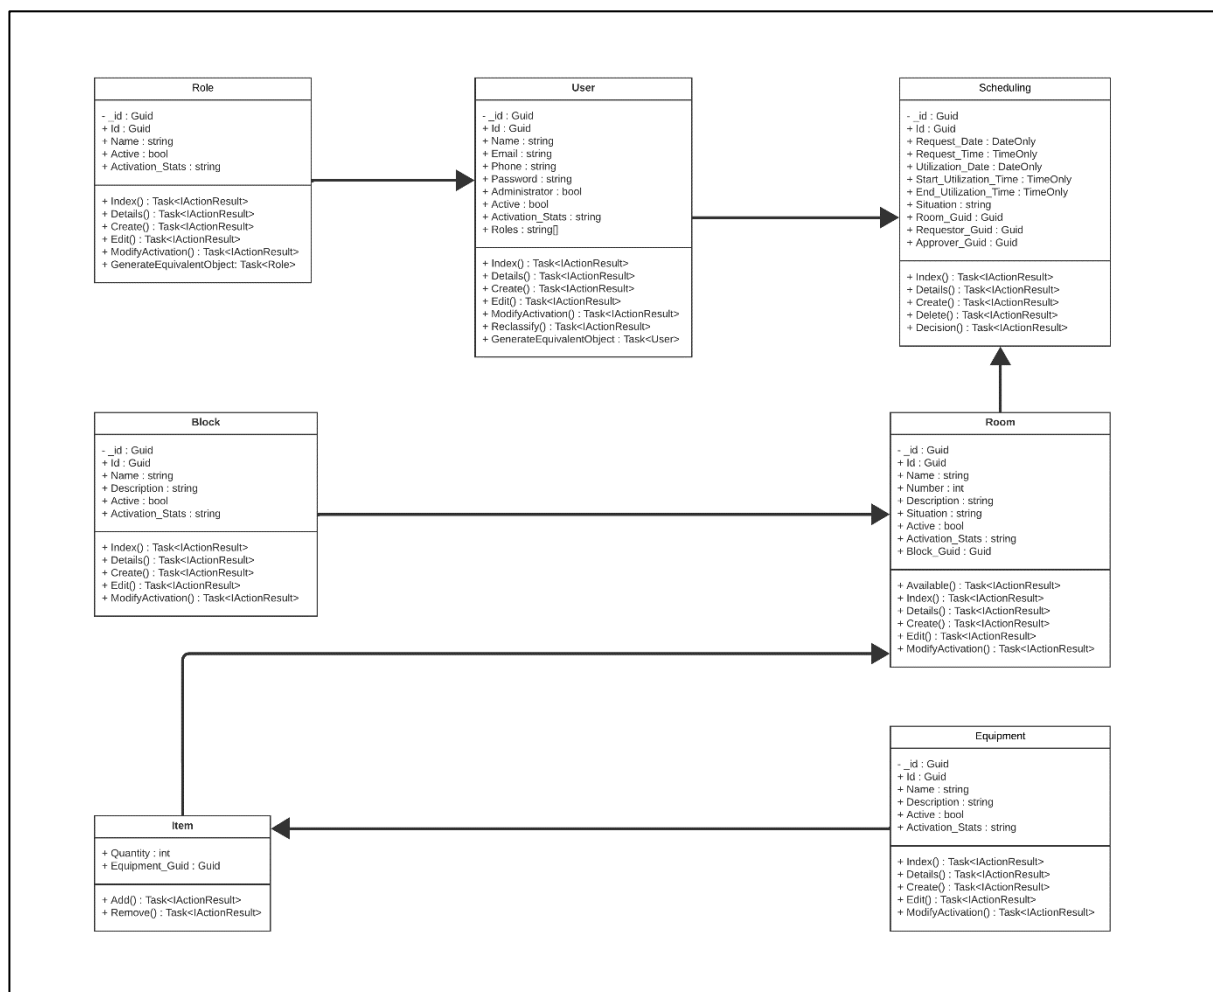 Role
- _id : Guid
+ Id : Guid
+ Name : string
+ Active : bool
+ Activation_Stats : string
+ Index() : Task<IActionResult>
+ Details() : Task<IActionResult>
+ Create() : Task<IActionResult>
+ Edit() : Task<IActionResult>
+ ModifyActivation() : Task<IActionResult>
+ GenerateEquivalentObject: Task<Role>
User
- _id : Guid
+ Id : Guid
+ Name : string
+ Email : string
+ Phone : string
+ Password : string
+ Administrator : bool
+ Active : bool
+ Activation_Stats : string
+ Roles : string[]
+ Index() : Task<IActionResult>
+ Details() : Task<IActionResult>
+ Create() : Task<IActionResult>
+ Edit() : Task<IActionResult>
+ ModifyActivation() : Task<IActionResult>
+ Reclassify() : Task<IActionResult>
+ GenerateEquivalentObject : Task<User>
Scheduling
- _id : Guid
+ Id : Guid
+ Request_Date : DateOnly
+ Request_Time : TimeOnly
+ Utilization_Date : DateOnly
+ Start_Utilization_Time : TimeOnly
+ End_Utilization_Time : TimeOnly
+ Situation : string
+ Room_Guid : Guid
+ Requestor_Guid : Guid
+ Approver_Guid : Guid
+ Index() : Task<IActionResult>
+ Details() : Task<IActionResult>
+ Create() : Task<IActionResult>
+ Delete() : Task<IActionResult>
+ Decision() : Task<IActionResult>
Block
- _id : Guid
+ Id : Guid
+ Name : string
+ Description : string
+ Active : bool
+ Activation_Stats : string
+ Index() : Task<IActionResult>
+ Details() : Task<IActionResult>
+ Create() : Task<IActionResult>
+ Edit() : Task<IActionResult>
+ ModifyActivation() : Task<IActionResult>
Room
- _id : Guid
+ Id : Guid
+ Name : string
+ Number : int
+ Description : string
+ Situation : string
+ Active : bool
+ Activation_Stats : string
+ Block_Guid : Guid
+ Available() : Task<IActionResult>
+ Index() : Task<IActionResult>
+ Details() : Task<IActionResult>
+ Create() : Task<IActionResult>
+ Edit() : Task<IActionResult>
+ ModifyActivation() : Task<IActionResult>
Item
+ Quantity : int
+ Equipment_Guid : Guid
+ Add() : Task<IActionResult>
+ Remove() : Task<IActionResult>
Equipment
- _id : Guid
+ Id : Guid
+ Name : string
+ Description : string
+ Active : bool
+ Activation_Stats : string
+ Index() : Task<IActionResult>
+ Details() : Task<IActionResult>
+ Create() : Task<IActionResult>
+ Edit() : Task<IActionResult>
+ ModifyActivation() : Task<IActionResult>